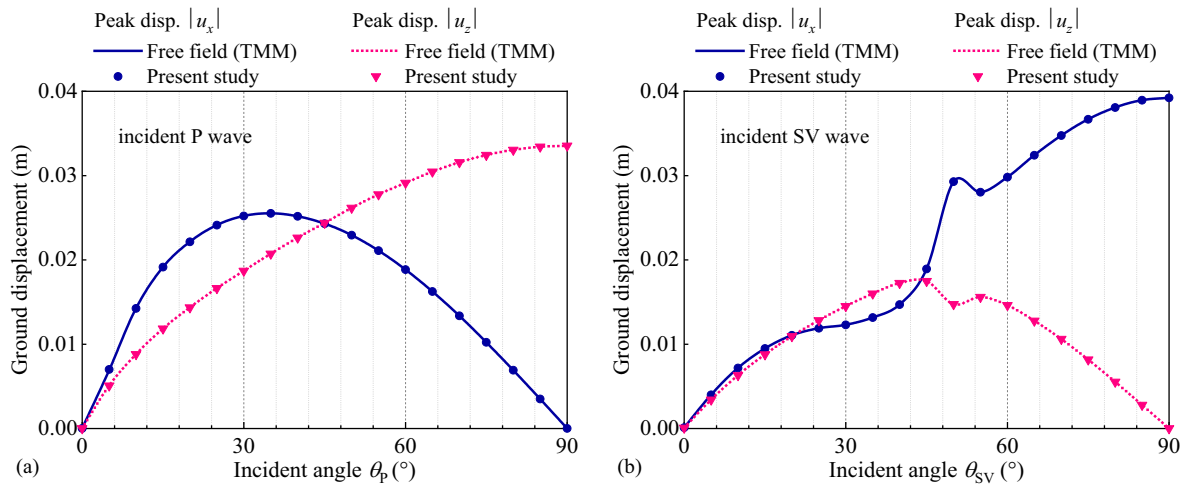 Peak disp. |u_x| Peak disp. |u_z|
Free field (TMM) Free field (TMM)
Present study Present study
0.04
0.03
0.02
0.01
0.00
Ground displacement (m)
incident P wave
0 30 60 90
(a) Incident angle θ_P (°)
Peak disp. |u_x| Peak disp. |u_z|
Free field (TMM) Free field (TMM)
Present study Present study
0.04
0.03
0.02
0.01
0.00
Ground displacement (m)
incident SV wave
0 30 60 90
(b) Incident angle θ_SV (°)